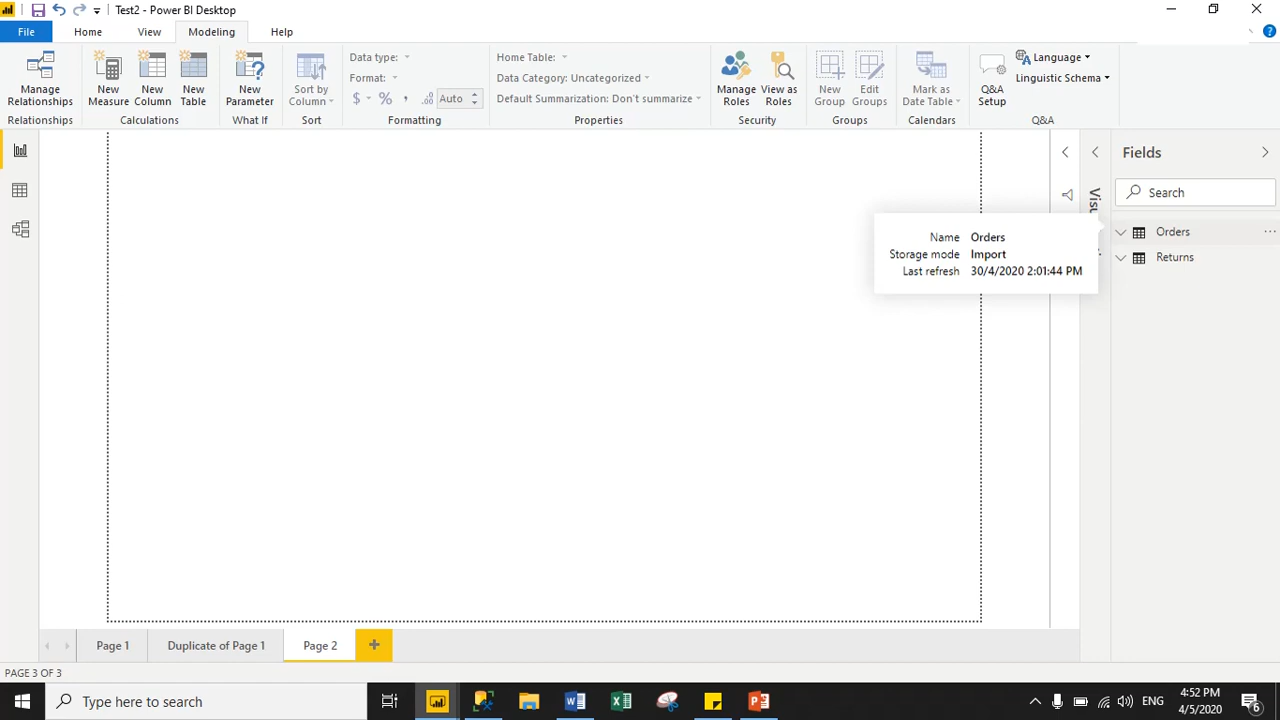 Test2 - Power BI Desktop
File Home View Modeling Help
Manage Relationships
New Measure
New Column
New Table
New Parameter
Sort by Column
Data type:
Format:
$ % , .00 Auto
Home Table:
Data Category: Uncategorized
Default Summarization: Don't summarize
Manage Roles
View as Roles
New Group
Edit Groups
Mark as Date Table
Q&A Setup
Language
Linguistic Schema
Relationships Calculations What If Sort Formatting Properties Security Groups Calendars Q&A
Fields
Search
Visu
Orders
Returns
Name Orders
Storage mode Import
Last refresh 30/4/2020 2:01:44 PM
Page 1 Duplicate of Page 1 Page 2
PAGE 3 OF 3
Type here to search
ENG
4:52 PM
4/5/2020
6